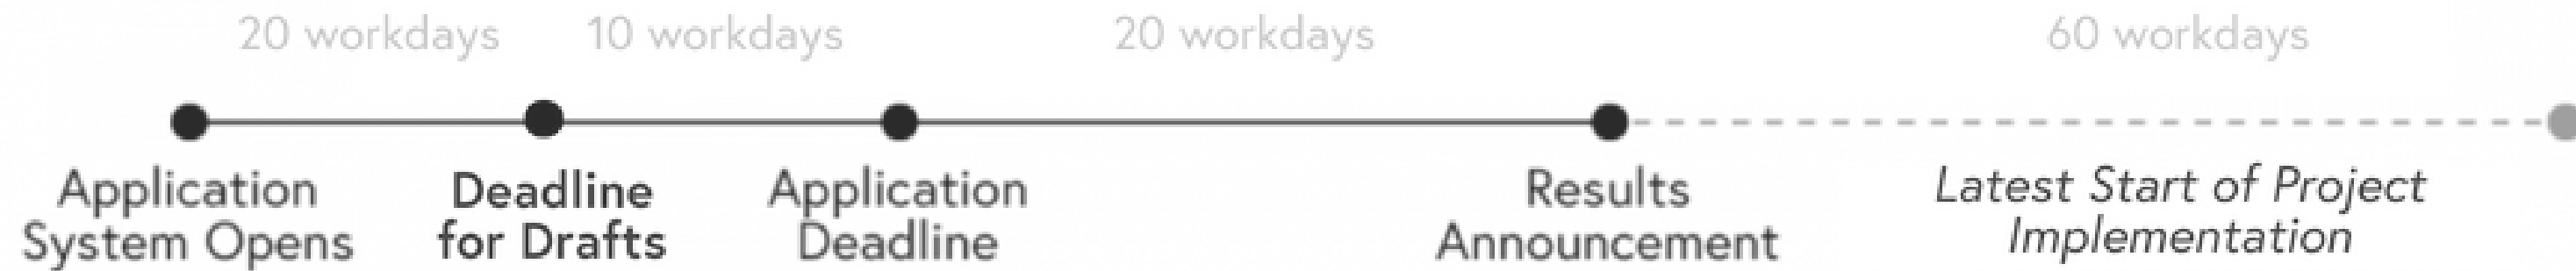 20 workdays 10 workdays 20 workdays 60 workdays
Application
System Opens
Deadline
for Drafts
Application
Deadline
Results
Announcement
Latest Start of Project
Implementation